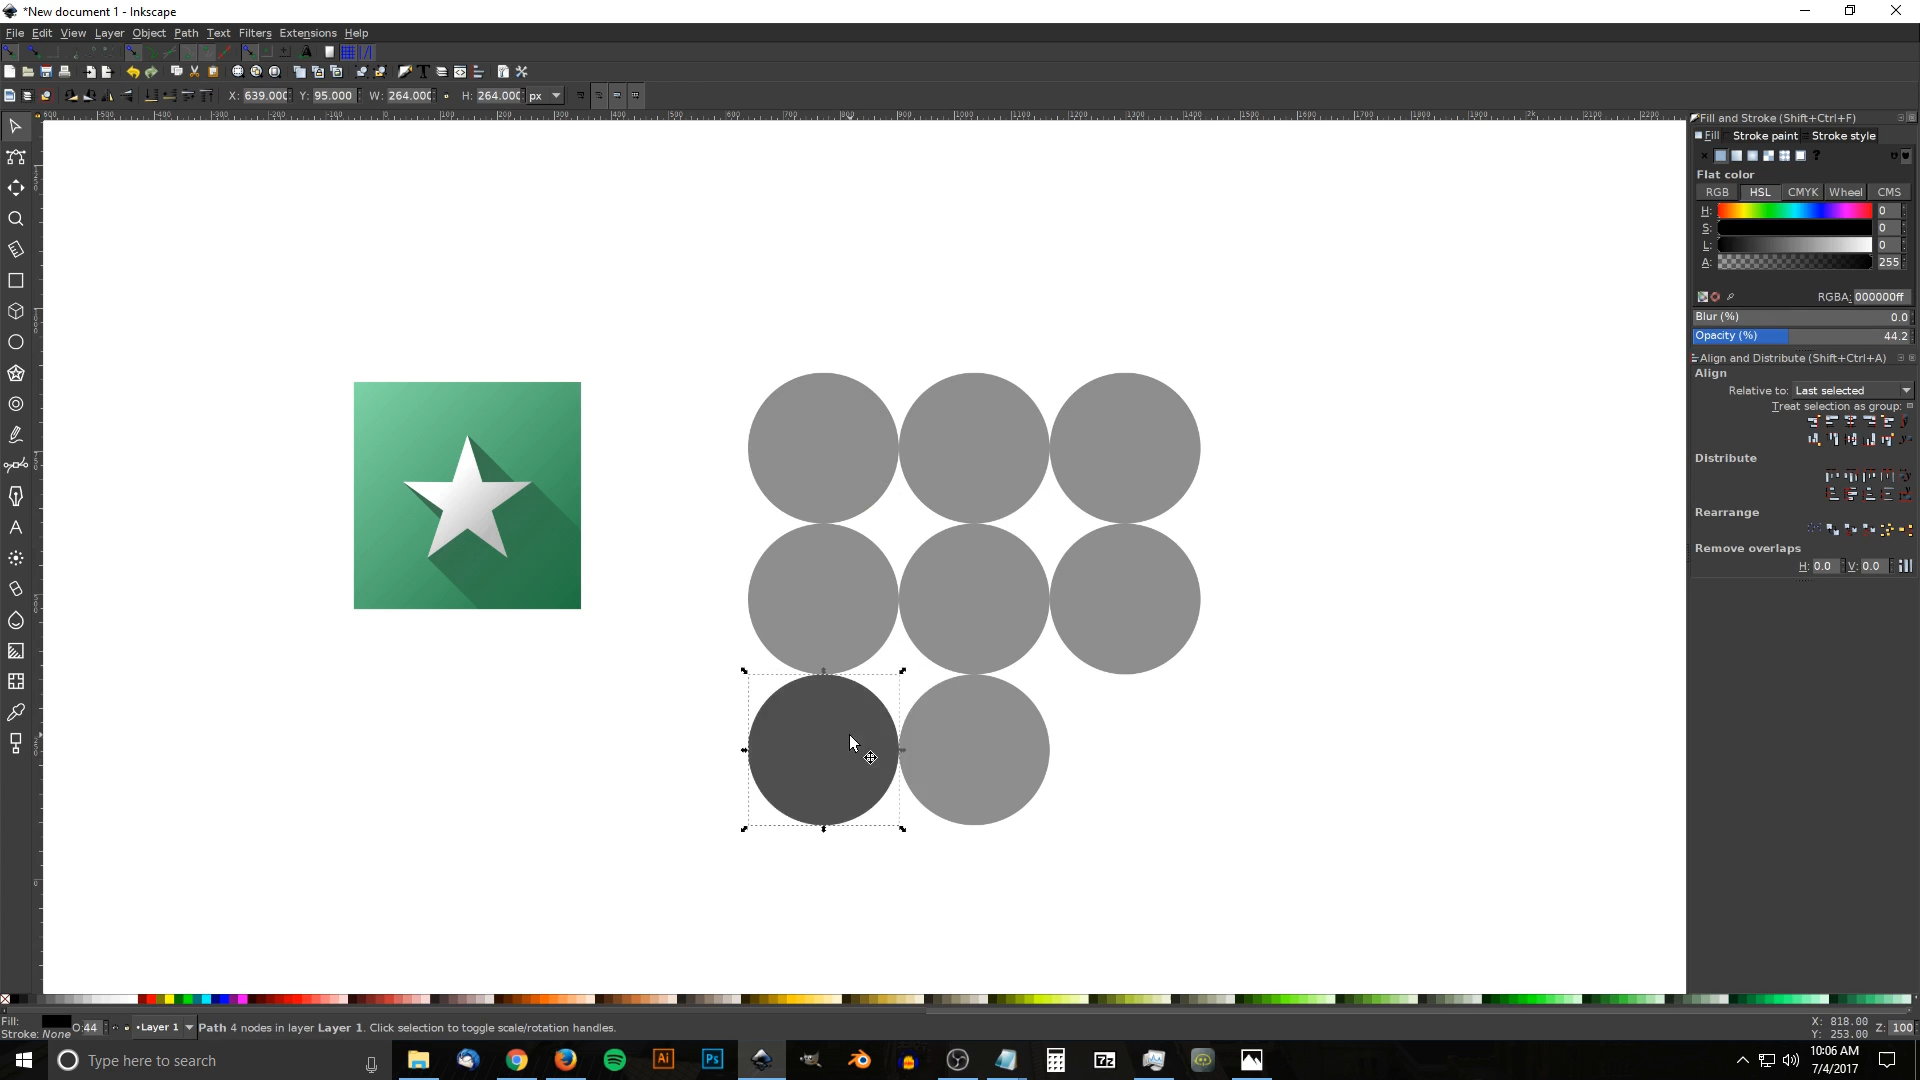 *New document 1 - Inkscape
File Edit View Layer Object Path Text Filters Extensions Help
X: 639.000 Y: 95.000 W: 264.000 H: 264.000 px
Fill and Stroke (Shift+Ctrl+F)
Fill Stroke paint Stroke style
Flat color
RGB HSL CMYK Wheel CMS
H: 0
S: 0
L: 0
A: 255
RGBA: 000000ff
Blur (%) 0.0
Opacity (%) 44.2
Align and Distribute (Shift+Ctrl+A)
Align
Relative to: Last selected
Treat selection as group:
Distribute
Rearrange
Remove overlaps
H: 0.0 V: 0.0
Fill: O: 44 •Layer 1 Path 4 nodes in layer Layer 1. Click selection to toggle scale/rotation handles.
Stroke: None
X: 818.00
Y: 253.00
Z: 100
Type here to search
Ai Ps 7z
10:06 AM
7/4/2017